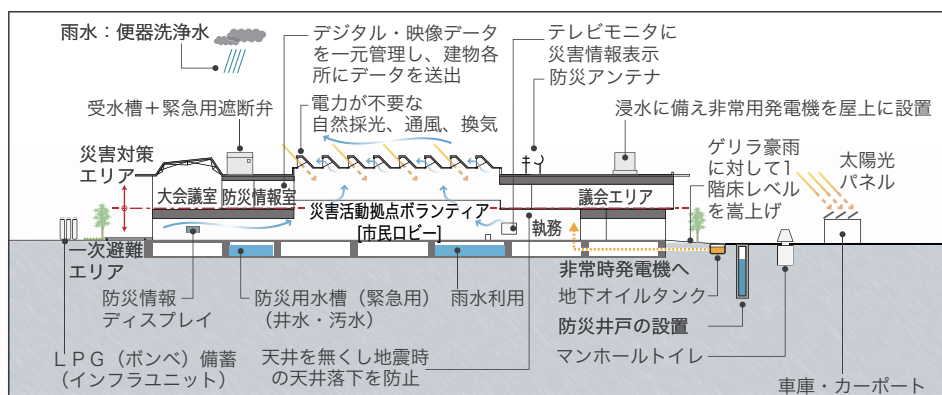 雨水：便器洗浄水
デジタル・映像データ
を一元管理し、建物各
所にデータを送出
テレビモニタに
災害情報表示
防災アンテナ
受水槽＋緊急用遮断弁
電力が不要な
自然採光、通風、換気
浸水に備え非常用発電機を屋上に設置
災害対策
エリア
ゲリラ豪雨
に対して1
階床レベル
を嵩上げ
太陽光
パネル
大会議室
防災情報室
議会エリア
災害活動拠点ボランティア
[市民ロビー]
執務
一次避難
エリア
非常時発電機へ
防災情報
ディスプレイ
防災用水槽（緊急用）
（井水・汚水）
雨水利用
地下オイルタンク
防災井戸の設置
ＬＰＧ（ボンベ）備蓄
（インフラユニット）
天井を無くし地震時
の天井落下を防止
マンホールトイレ
車庫・カーポート